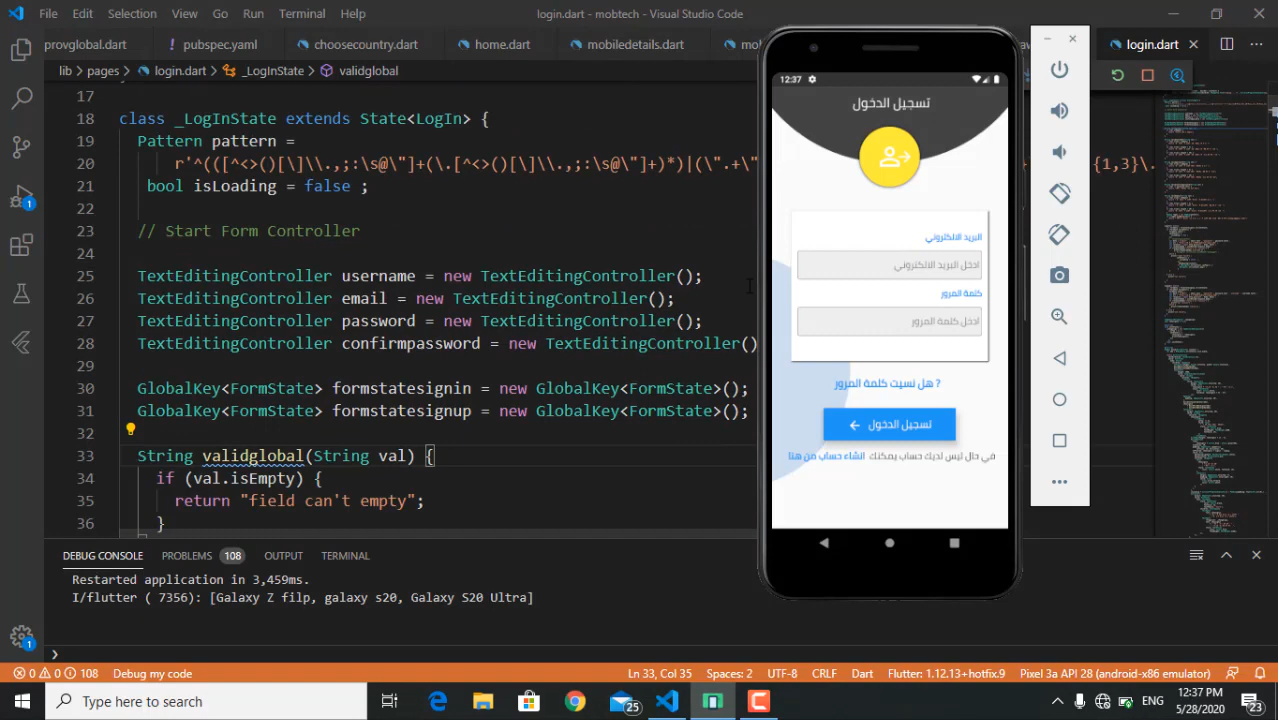 File Edit Selection View Go Run Terminal Help
login.dart - mobtech - Visual Studio Code
provglobal.dart pubspec.yaml choosecountry.dart home.dart mobiledetails.dart login.dart
lib > pages > login.dart > _LogInState > validglobal
17
18 class _LogInState extends State<LogIn> {
19 Pattern pattern =
20 r'^(([^<>()[\]\\.,;:\s@\"]+(\.[^<>()[\]\\.,;:\s@\"]+)*)|(\".+\" {1,3}\.
21 bool isLoading = false ;
22
23 // Start Form Controller
24
25 TextEditingController username = new TextEditingController();
26 TextEditingController email = new TextEditingController();
27 TextEditingController password = new TextEditingController();
28 TextEditingController confirmpassword = new TextEditingController()
29
30 GlobalKey<FormState> formstatesignin = new GlobalKey<FormState>();
31 GlobalKey<FormState> formstatesignup = new GlobalKey<FormState>();
32
33 String validglobal(String val) {
34 if (val.isEmpty) {
35 return "field can't empty";
36 }
12:37
تسجيل الدخول
البريد الالكتروني
ادخل البريد الالكتروني
كلمة المرور
ادخل كلمة المرور
هل نسيت كلمة المرور ?
تسجيل الدخول
في حال ليس لديك حساب يمكنك انشاء حساب من هنا
DEBUG CONSOLE PROBLEMS 108 OUTPUT TERMINAL
Restarted application in 3,459ms.
I/flutter ( 7356): [Galaxy Z filp, galaxy s20, Galaxy S20 Ultra]
0 0 108 Debug my code Ln 33, Col 35 Spaces: 2 UTF-8 CRLF Dart Flutter: 1.12.13+hotfix.9 Pixel 3a API 28 (android-x86 emulator)
Type here to search
25
ENG
12:37 PM
5/28/2020
23